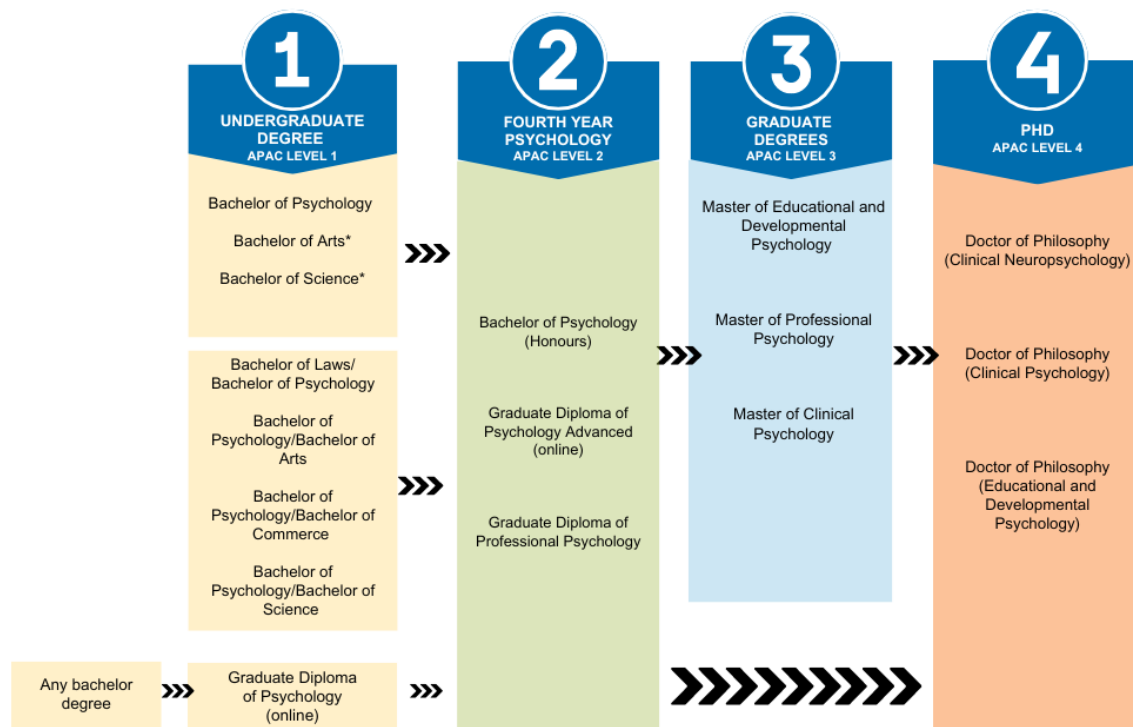 1
UNDERGRADUATE
DEGREE
APAC LEVEL 1
Bachelor of Psychology
Bachelor of Arts*
Bachelor of Science*
Bachelor of Laws/
Bachelor of Psychology
Bachelor of
Psychology/Bachelor of
Arts
Bachelor of
Psychology/Bachelor of
Commerce
Bachelor of
Psychology/Bachelor of
Science
Any bachelor
degree
Graduate Diploma
of Psychology
(online)
2
FOURTH YEAR
PSYCHOLOGY
APAC LEVEL 2
Bachelor of Psychology
(Honours)
Graduate Diploma of
Psychology Advanced
(online)
Graduate Diploma of
Professional Psychology
3
GRADUATE
DEGREES
APAC LEVEL 3
Master of Educational and
Developmental
Psychology
Master of Professional
Psychology
Master of Clinical
Psychology
4
PHD
APAC LEVEL 4
Doctor of Philosophy
(Clinical Neuropsychology)
Doctor of Philosophy
(Clinical Psychology)
Doctor of Philosophy
(Educational and
Developmental
Psychology)